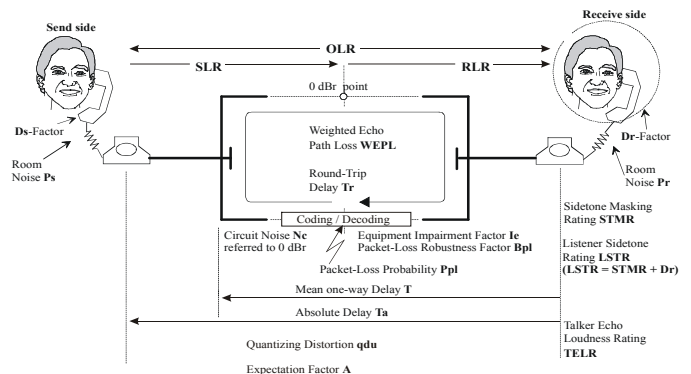 Send side
Receive side
OLR
SLR
RLR
0 dBr point
Ds-Factor
Room
Noise Ps
Weighted Echo
Path Loss WEPL
Round-Trip
Delay Tr
Dr-Factor
Room
Noise Pr
Coding / Decoding
Circuit Noise Nc
referred to 0 dBr
Equipment Impairment Factor Ie
Packet-Loss Robustness Factor Bpl
Packet-Loss Probability Ppl
Sidetone Masking
Rating STMR
Listener Sidetone
Rating LSTR
(LSTR = STMR + Dr)
Mean one-way Delay T
Absolute Delay Ta
Talker Echo
Loudness Rating
TELR
Quantizing Distortion qdu
Expectation Factor A